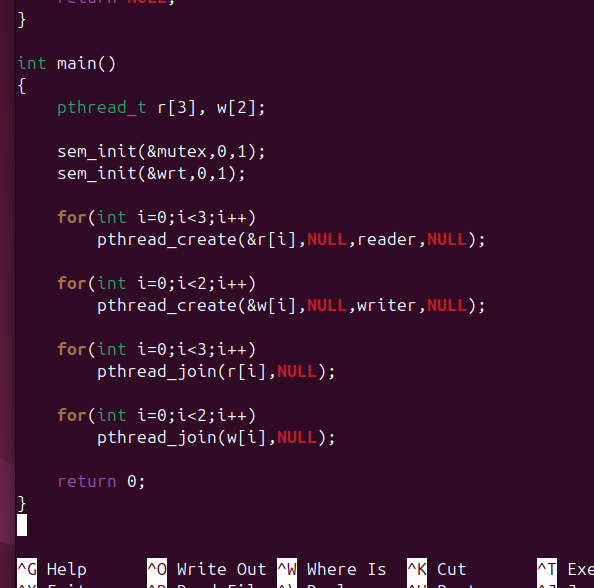 return NULL;
}
int main()
{
    pthread_t r[3], w[2];
    sem_init(&mutex,0,1);
    sem_init(&wrt,0,1);
    for(int i=0;i<3;i++)
        pthread_create(&r[i],NULL,reader,NULL);
    for(int i=0;i<2;i++)
        pthread_create(&w[i],NULL,writer,NULL);
    for(int i=0;i<3;i++)
        pthread_join(r[i],NULL);
    for(int i=0;i<2;i++)
        pthread_join(w[i],NULL);
    return 0;
}
^G Help ^O Write Out ^W Where Is ^K Cut ^T Exe